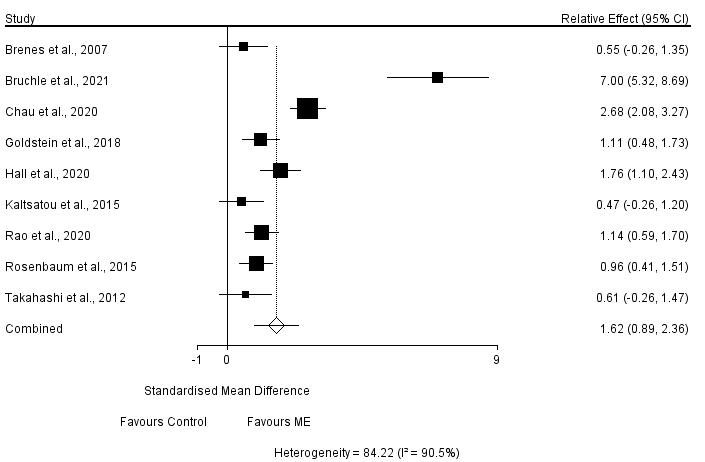 Study Relative Effect (95% CI)
Brenes et al., 2007 0.55 (-0.26, 1.35)
Bruchle et al., 2021 7.00 (5.32, 8.69)
Chau et al., 2020 2.68 (2.08, 3.27)
Goldstein et al., 2018 1.11 (0.48, 1.73)
Hall et al., 2020 1.76 (1.10, 2.43)
Kaltsatou et al., 2015 0.47 (-0.26, 1.20)
Rao et al., 2020 1.14 (0.59, 1.70)
Rosenbaum et al., 2015 0.96 (0.41, 1.51)
Takahashi et al., 2012 0.61 (-0.26, 1.47)
Combined 1.62 (0.89, 2.36)
-1 0 9
Standardised Mean Difference
Favours Control Favours ME
Heterogeneity = 84.22 (I² = 90.5%)